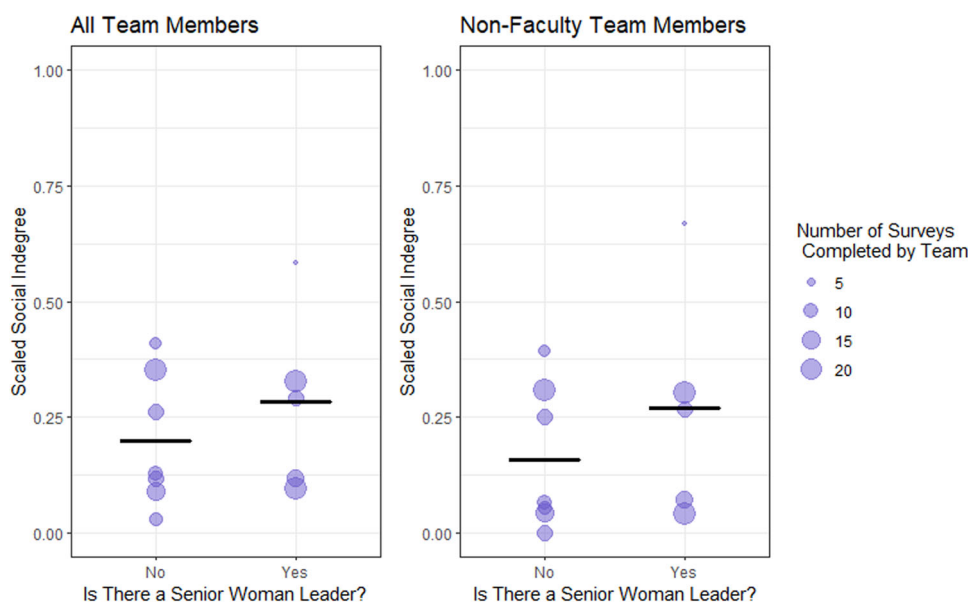 All Team Members
Non-Faculty Team Members
Scaled Social Indegree
1.00
0.75
0.50
0.25
0.00
No
Yes
Is There a Senior Woman Leader?
Scaled Social Indegree
1.00
0.75
0.50
0.25
0.00
No
Yes
Is There a Senior Woman Leader?
Number of Surveys
Completed by Team
5
10
15
20